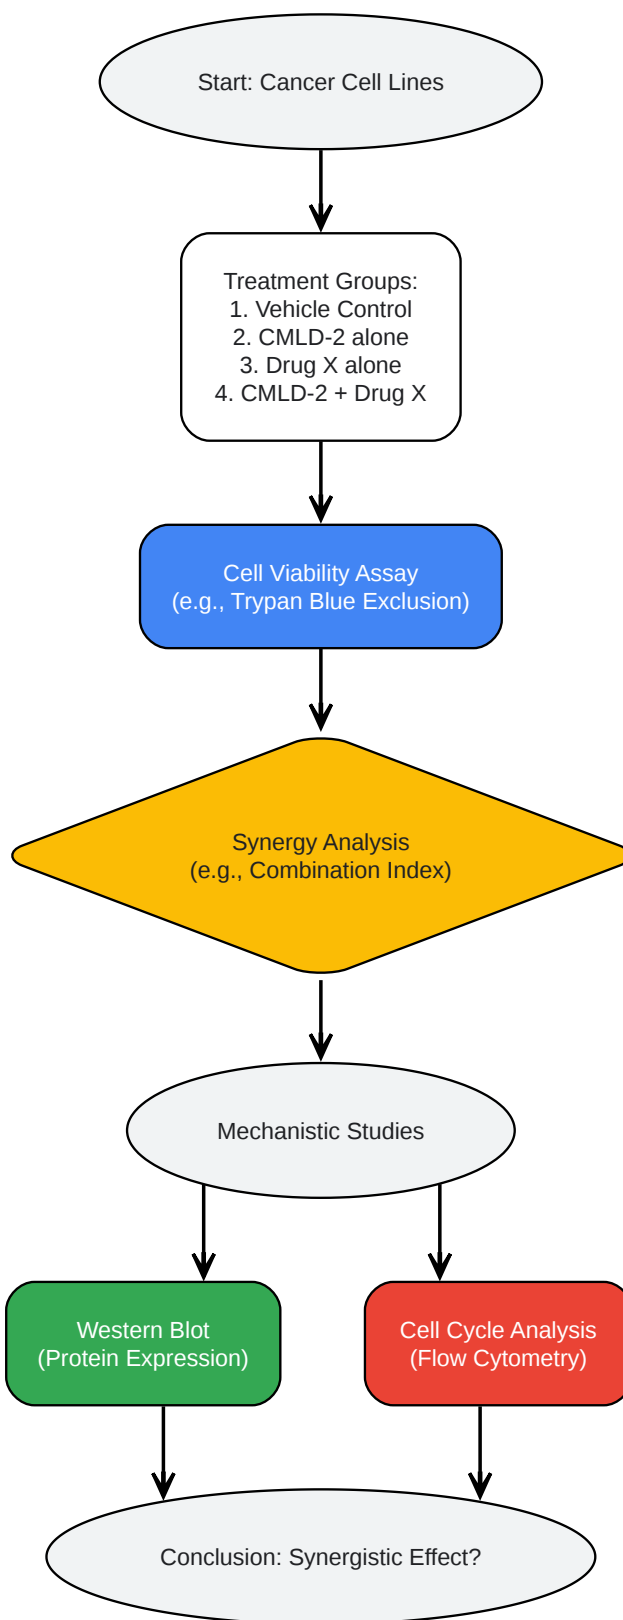 Start: Cancer Cell Lines
Treatment Groups:
1. Vehicle Control
2. CMLD-2 alone
3. Drug X alone
4. CMLD-2 + Drug X
Cell Viability Assay
(e.g., Trypan Blue Exclusion)
Synergy Analysis
(e.g., Combination Index)
Mechanistic Studies
Western Blot
(Protein Expression)
Cell Cycle Analysis
(Flow Cytometry)
Conclusion: Synergistic Effect?